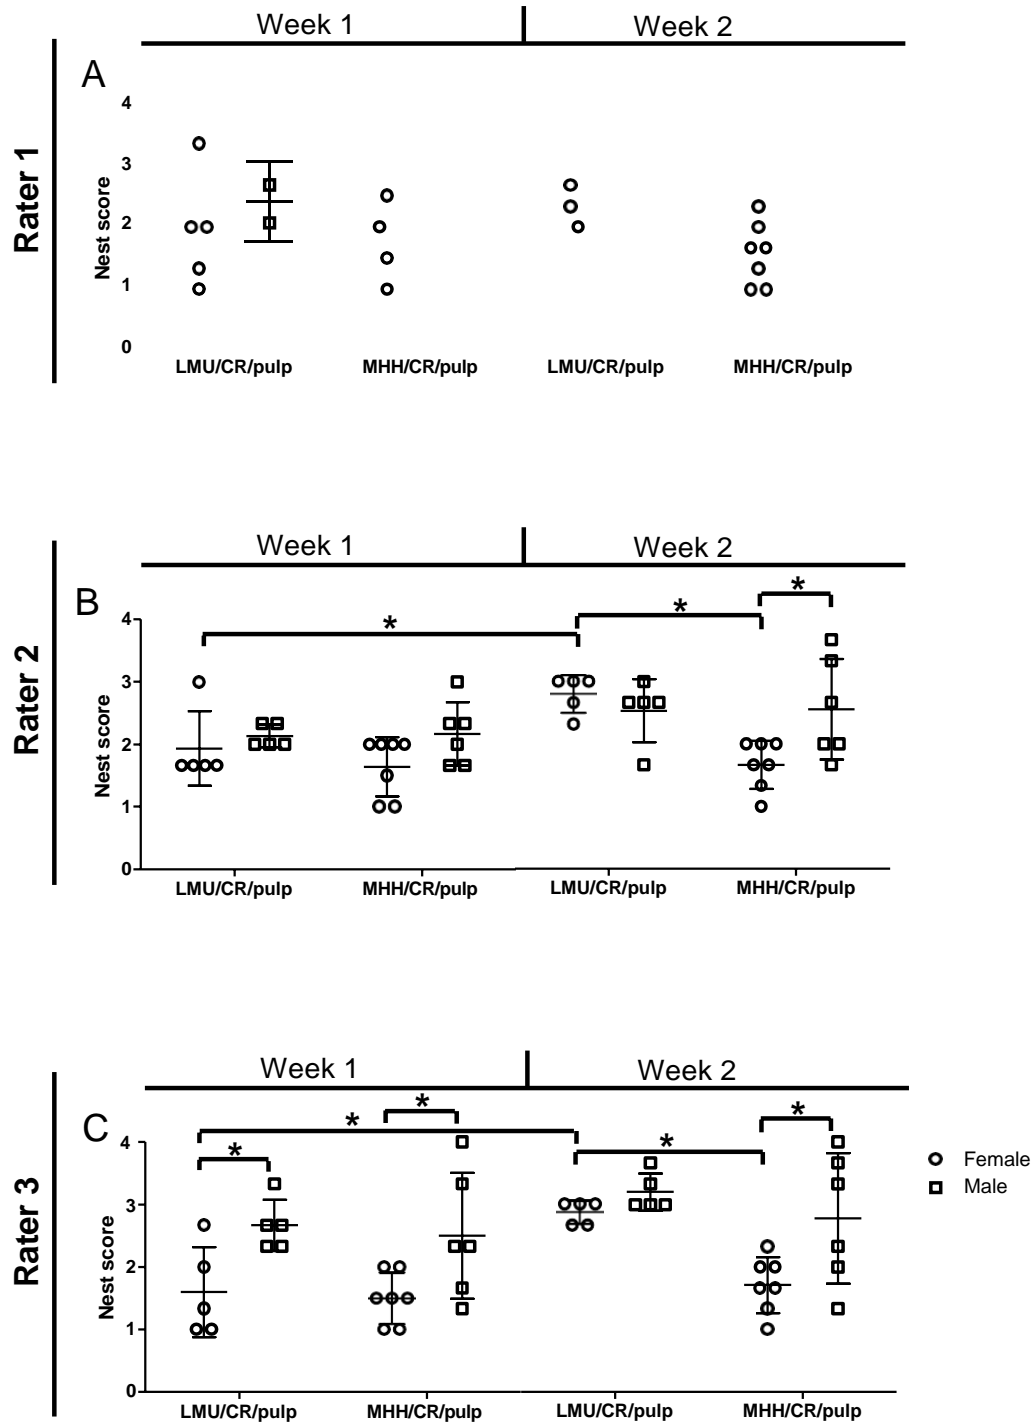 Week 1 Week 2
A
Rater 1
Nest score
4
3
2
1
0
LMU/CR/pulp MHH/CR/pulp LMU/CR/pulp MHH/CR/pulp
Week 1 Week 2
B
Rater 2
Nest score
* * *
4
3
2
1
0
LMU/CR/pulp MHH/CR/pulp LMU/CR/pulp MHH/CR/pulp
Week 1 Week 2
C
Rater 3
Nest score
* * * * *
4
3
2
1
0
LMU/CR/pulp MHH/CR/pulp LMU/CR/pulp MHH/CR/pulp
Female
Male